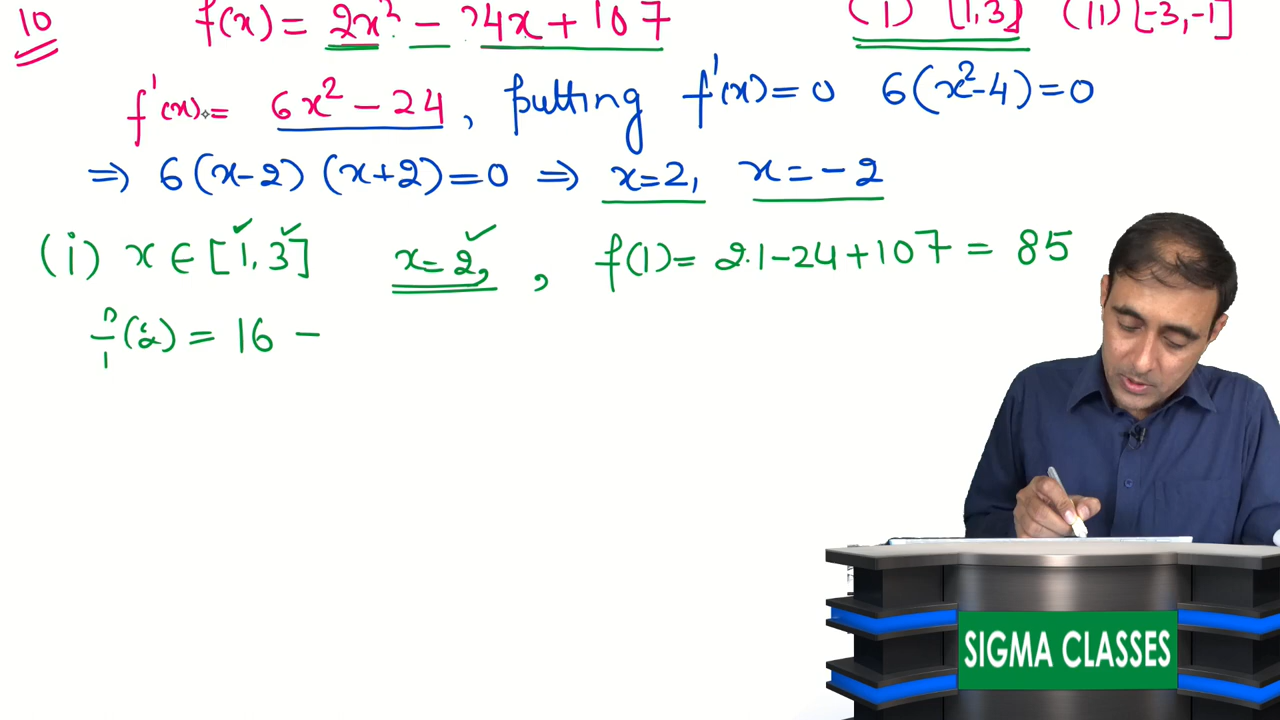 10 f(x) = 2x³ - 24x + 107 (i) [1,3] (ii) [-3,-1]
f'(x) = 6x² - 24, putting f'(x) = 0 6(x²-4) = 0
⇒ 6(x-2) (x+2) = 0 ⇒ x=2, x=-2
(i) x ∈ [1,3] x=2, , f(1) = 2.1-24+107 = 85
f(2) = 16 -
SIGMA CLASSES